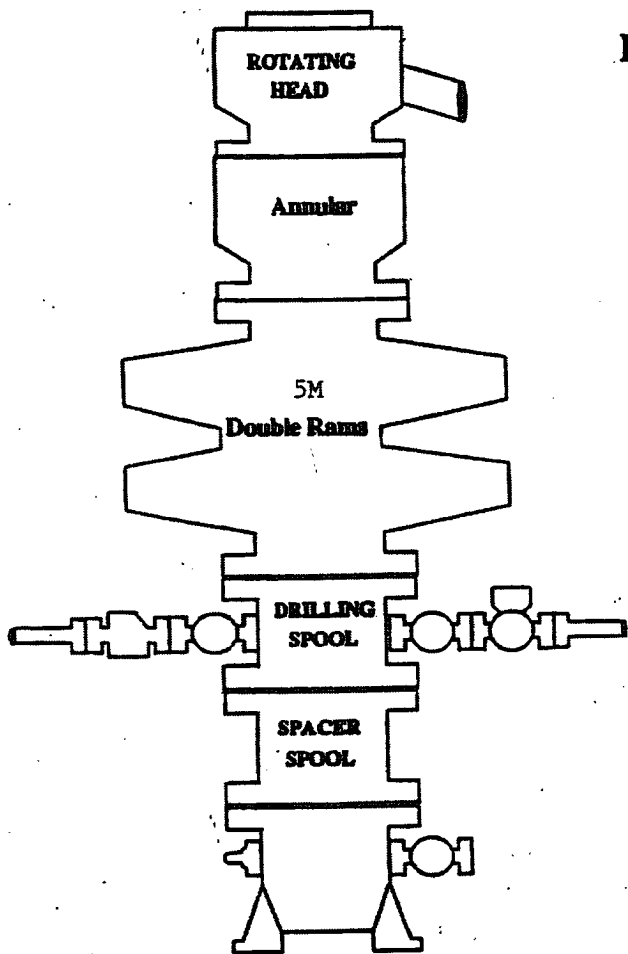 ROTATING
HEAD
Annular
5M
Double Rams
DRILLING
SPOOL
SPACER
SPOOL